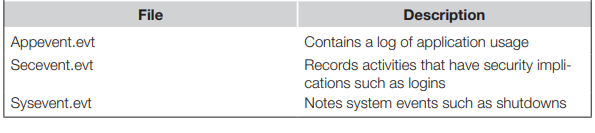 File Description
Appevent.evt Contains a log of application usage
Secevent.evt Records activities that have security impli-
cations such as logins
Sysevent.evt Notes system events such as shutdowns